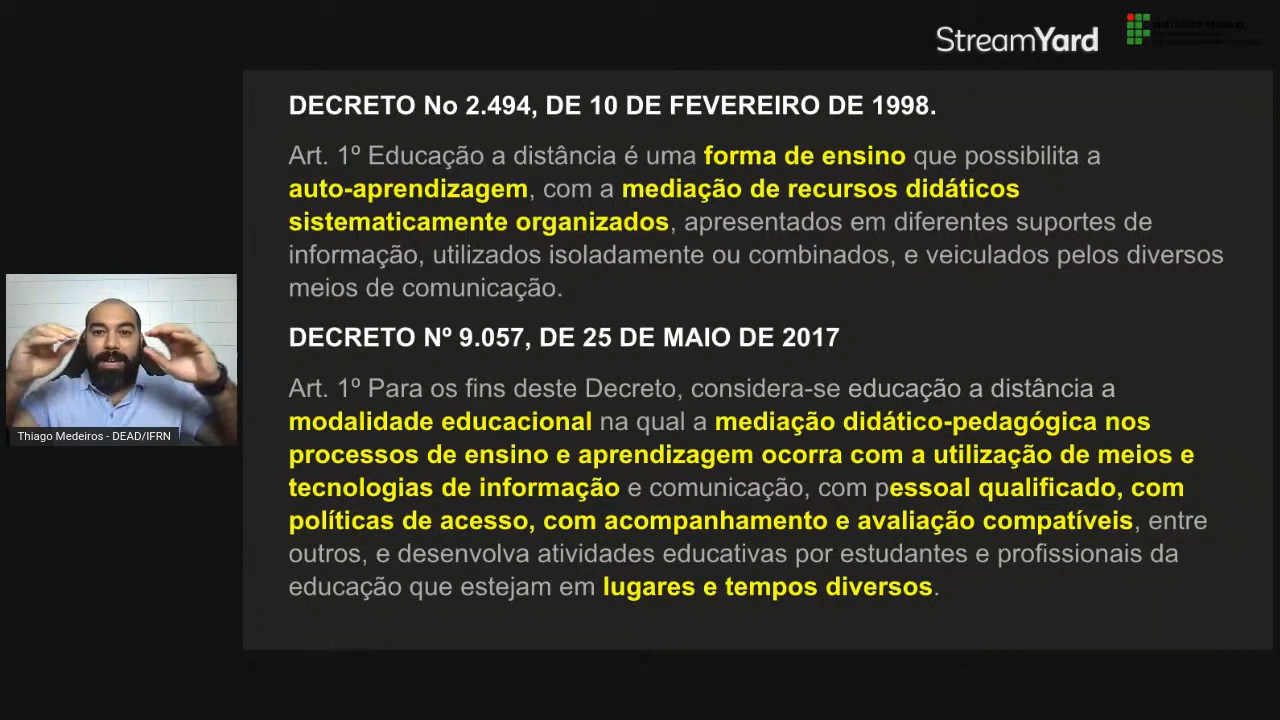 StreamYard
DECRETO No 2.494, DE 10 DE FEVEREIRO DE 1998.
Art. 1º Educação a distância é uma forma de ensino que possibilita a
auto-aprendizagem, com a mediação de recursos didáticos
sistematicamente organizados, apresentados em diferentes suportes de
informação, utilizados isoladamente ou combinados, e veiculados pelos diversos
meios de comunicação.
DECRETO Nº 9.057, DE 25 DE MAIO DE 2017
Art. 1º Para os fins deste Decreto, considera-se educação a distância a
modalidade educacional na qual a mediação didático-pedagógica nos
processos de ensino e aprendizagem ocorra com a utilização de meios e
tecnologias de informação e comunicação, com pessoal qualificado, com
políticas de acesso, com acompanhamento e avaliação compatíveis, entre
outros, e desenvolva atividades educativas por estudantes e profissionais da
educação que estejam em lugares e tempos diversos.
Thiago Medeiros - DEAD/IFRN